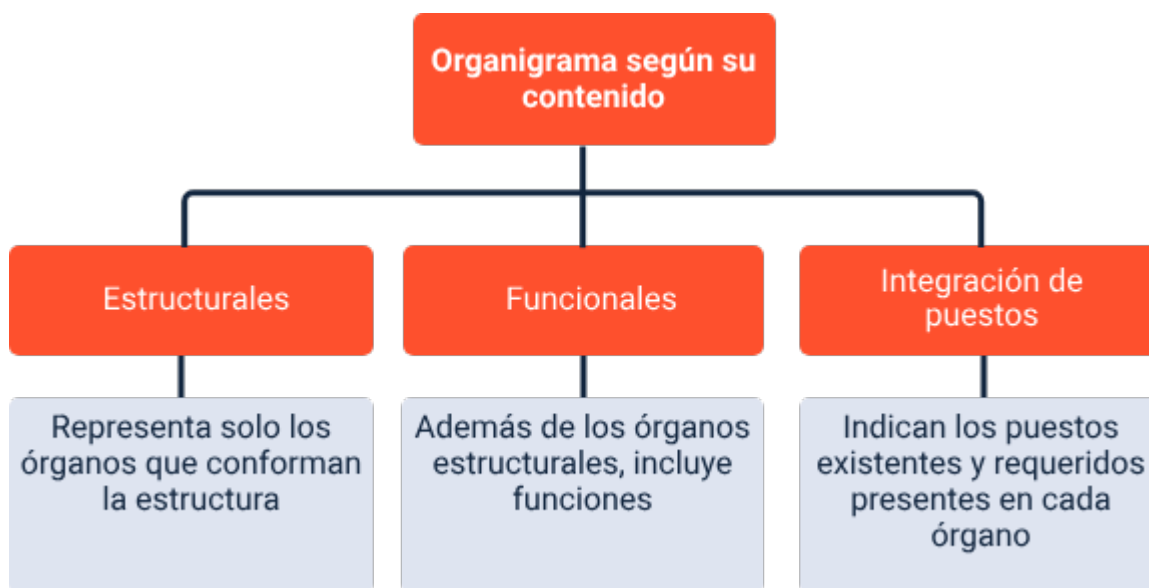 Organigrama según su
contenido
Estructurales
Funcionales
Integración de
puestos
Representa solo los
órganos que conforman
la estructura
Además de los órganos
estructurales, incluye
funciones
Indican los puestos
existentes y requeridos
presentes en cada
órgano